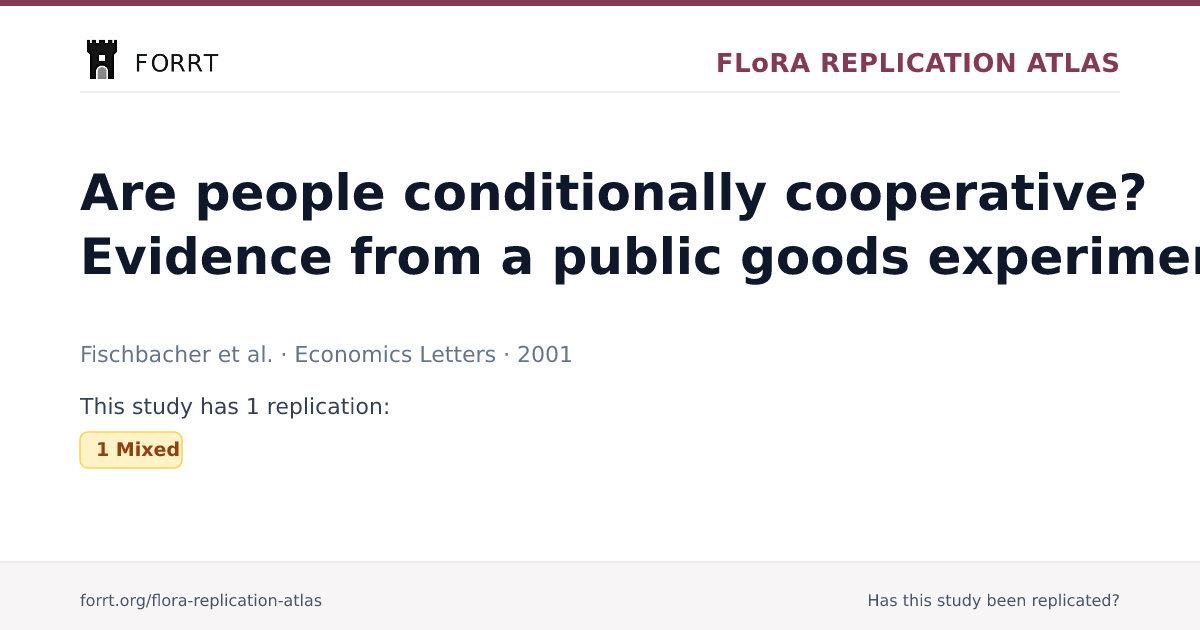 FORRT
FLoRA REPLICATION ATLAS
Are people conditionally cooperative?
Evidence from a public goods experimen
Fischbacher et al. · Economics Letters · 2001
This study has 1 replication:
1 Mixed
forrt.org/flora-replication-atlas
Has this study been replicated?